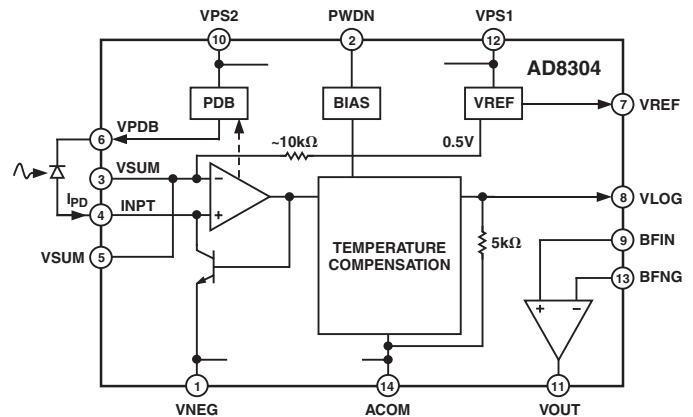 VPS2
PWDN
VPS1
10
2
12
AD8304
PDB
BIAS
VREF
7
VREF
6
VPDB
~10kΩ
0.5V
3
VSUM
IPD
4
INPT
VSUM
5
–
+
TEMPERATURE
COMPENSATION
5kΩ
8
VLOG
9
BFIN
13
BFNG
+
–
1
14
11
VNEG
ACOM
VOUT